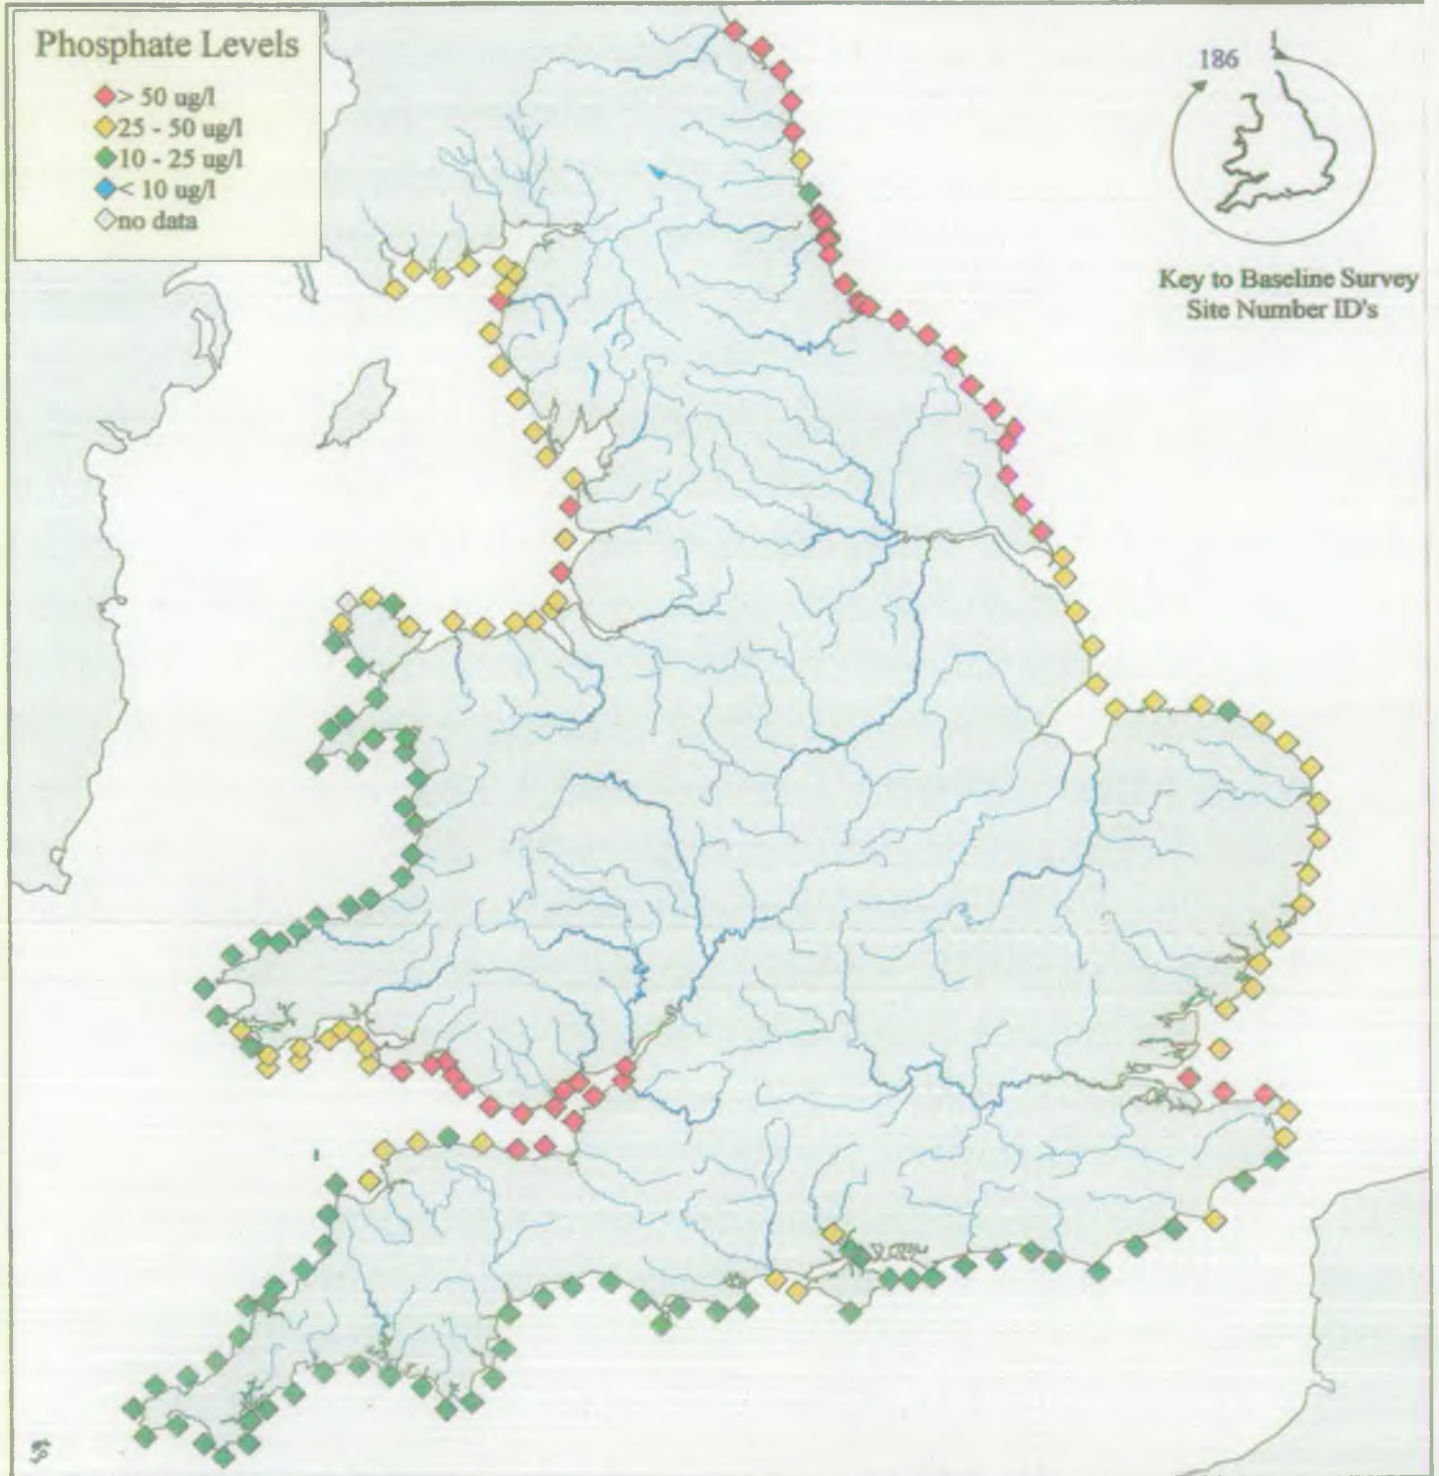 Phosphate Levels
> 50 ug/l
25 - 50 ug/l
10 - 25 ug/l
< 10 ug/l
no data
1
186
Key to Baseline Survey
Site Number ID's